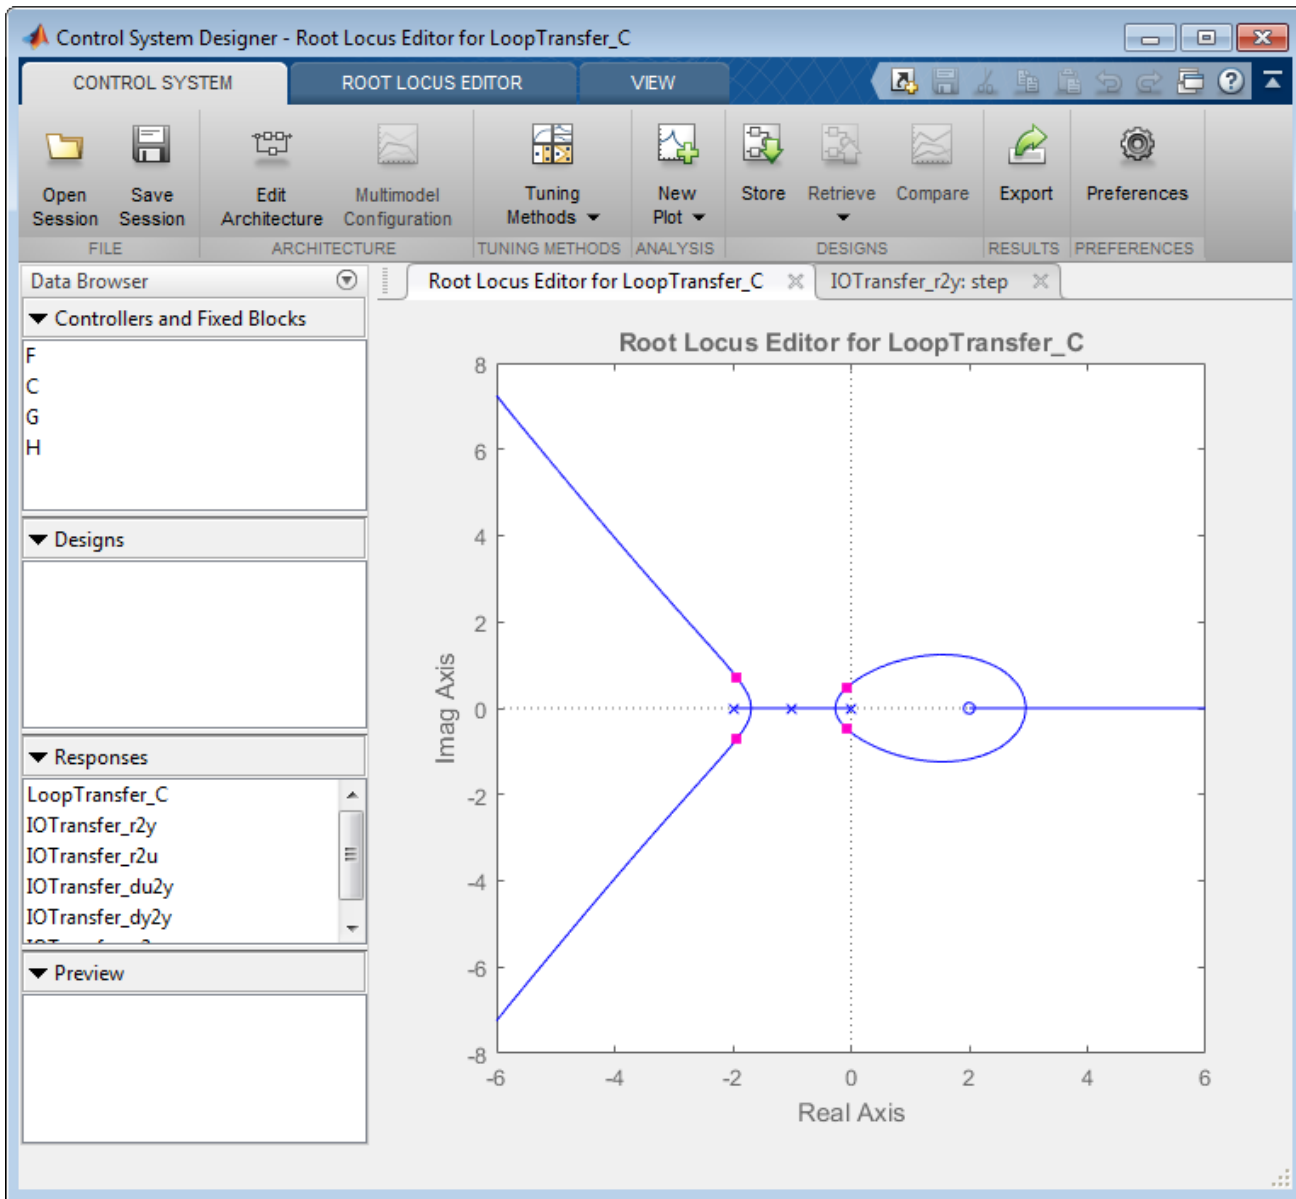 Control System Designer - Root Locus Editor for LoopTransfer_C
CONTROL SYSTEM
ROOT LOCUS EDITOR
VIEW
Open Session
Save Session
Edit Architecture
Multimodel Configuration
Tuning Methods
New Plot
Store
Retrieve
Compare
Export
Preferences
FILE
ARCHITECTURE
TUNING METHODS
ANALYSIS
DESIGNS
RESULTS
PREFERENCES
Data Browser
Root Locus Editor for LoopTransfer_C
IOTransfer_r2y: step
Controllers and Fixed Blocks
F
C
G
H
Designs
Responses
LoopTransfer_C
IOTransfer_r2y
IOTransfer_r2u
IOTransfer_du2y
IOTransfer_dy2y
Preview
Root Locus Editor for LoopTransfer_C
8
6
4
2
0
-2
-4
-6
-8
Imag Axis
-6
-4
-2
0
2
4
6
Real Axis